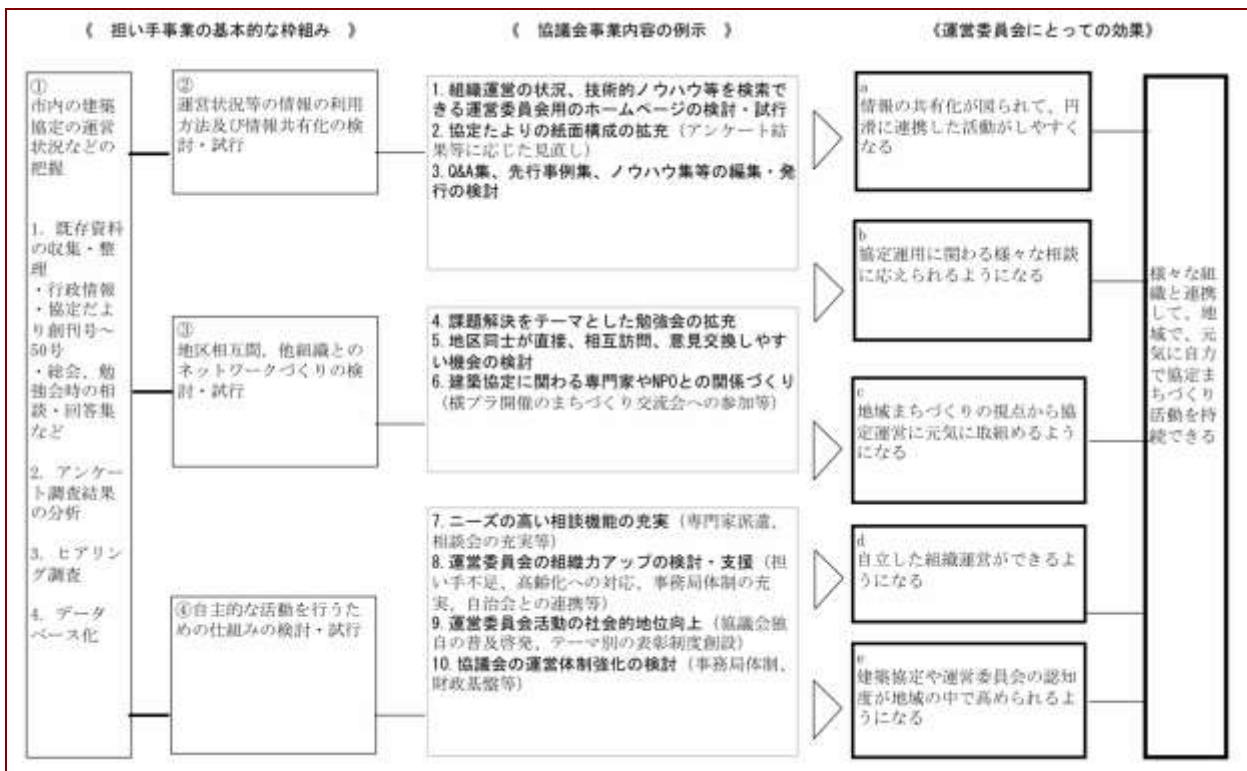 《 担い手事業の基本的な枠組み 》
《 協議会事業内容の例示 》
《運営委員会にとっての効果》
①
市内の建築
協定の運営
状況などの
把握
1. 既存資料
の収集・整
理
・行政情報
・協定だよ
り創刊号～
50号
・総会、勉
強会時の相
談・回答集
など
2. アンケー
ト調査結果
の分析
3. ヒアリン
グ調査
4. データ
ベース化
②
運営状況等の情報の利用
方法及び情報共有化の検
討・試行
③
地区相互間、他組織との
ネットワークづくりの検
討・試行
④自主的な活動を行うた
めの仕組みの検討・試行
1. 組織運営の状況、技術的ノウハウ等を検索で
きる運営委員会用のホームページの検討・試行
2. 協定たよりの紙面構成の拡充（アンケート結
果等に応じた見直し）
3. Q&A集、先行事例集、ノウハウ集等の編集・発
行の検討
4. 課題解決をテーマとした勉強会の拡充
5. 地区同士が直接、相互訪問、意見交換しやす
い機会の検討
6. 建築協定に関わる専門家やNPOとの関係づくり
（横プラ開催のまちづくり交流会への参加等）
7. ニーズの高い相談機能の充実（専門家派遣、
相談会の充実等）
8. 運営委員会の組織力アップの検討・支援（担
い手不足、高齢化への対応、事務局体制の充
実、自治会との連携等）
9. 運営委員会活動の社会的地位向上（協議会独
自の普及啓発、テーマ別の表彰制度創設）
10. 協議会の運営体制強化の検討（事務局体制、
財政基盤等）
a
情報の共有化が図られて、円
滑に連携した活動がしやすく
なる
b
協定運用に関わる様々な相談
に応えられるようになる
c
地域まちづくりの視点から協
定運営に元気に取組めるよう
になる
d
自立した組織運営ができるよ
うになる
e
建築協定や運営委員会の認知
度が地域の中で高められるよ
うになる
様々な組
織と連携
して、地
域で、元
気に自力
で協定ま
ちづくり
活動を持
続できる